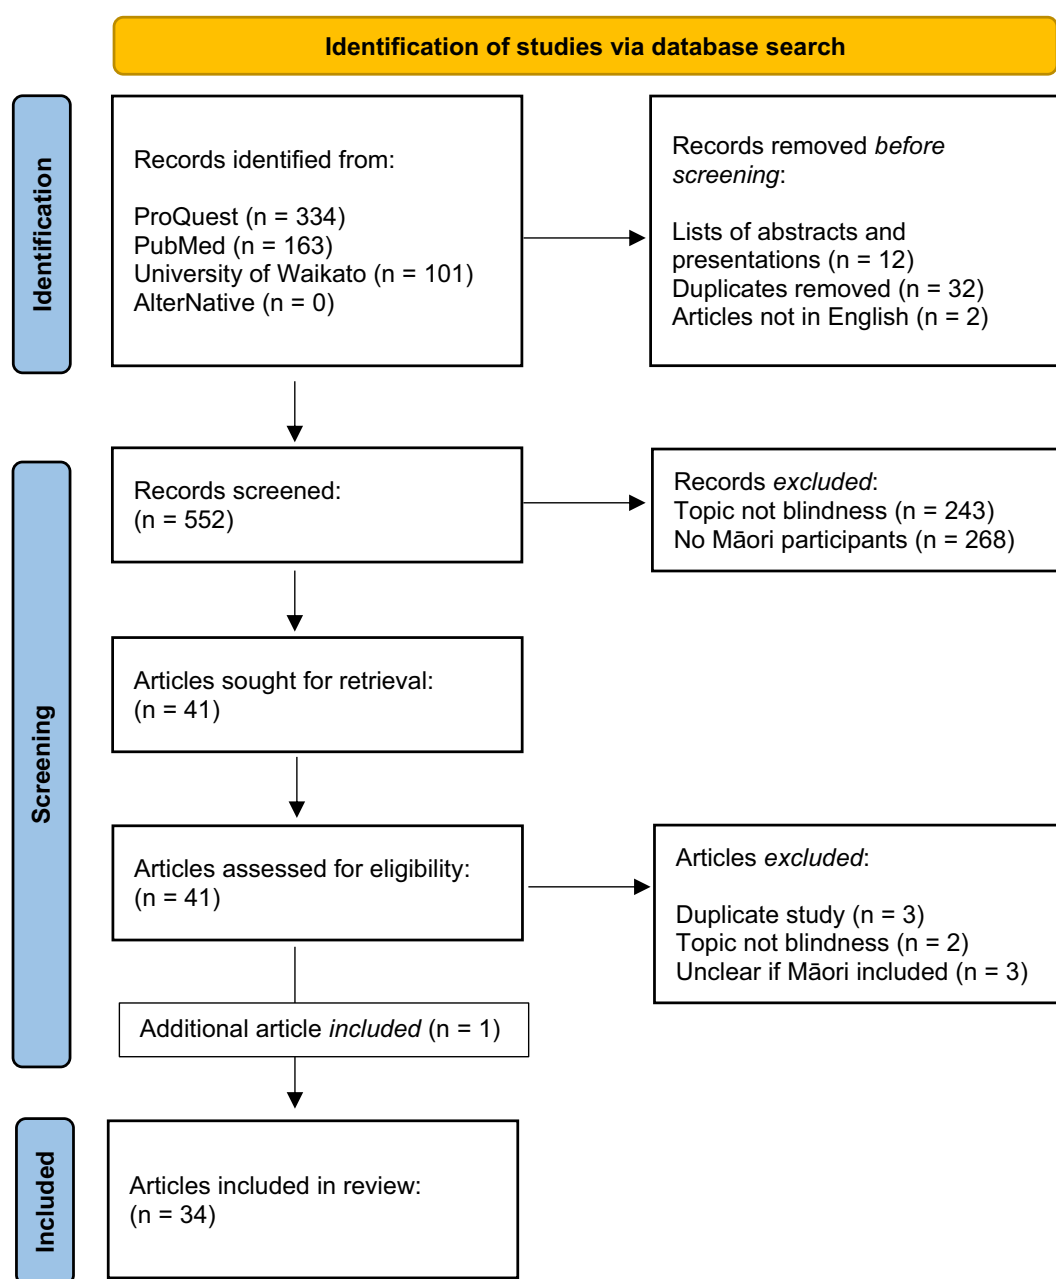 Identification of studies via database search
Identification
Records identified from:
ProQuest (n = 334)
PubMed (n = 163)
University of Waikato (n = 101)
AlterNative (n = 0)
Records removed before
screening:
Lists of abstracts and
presentations (n = 12)
Duplicates removed (n = 32)
Articles not in English (n = 2)
Screening
Records screened:
(n = 552)
Records excluded:
Topic not blindness (n = 243)
No Māori participants (n = 268)
Articles sought for retrieval:
(n = 41)
Articles assessed for eligibility:
(n = 41)
Articles excluded:
Duplicate study (n = 3)
Topic not blindness (n = 2)
Unclear if Māori included (n = 3)
Additional article included (n = 1)
Included
Articles included in review:
(n = 34)